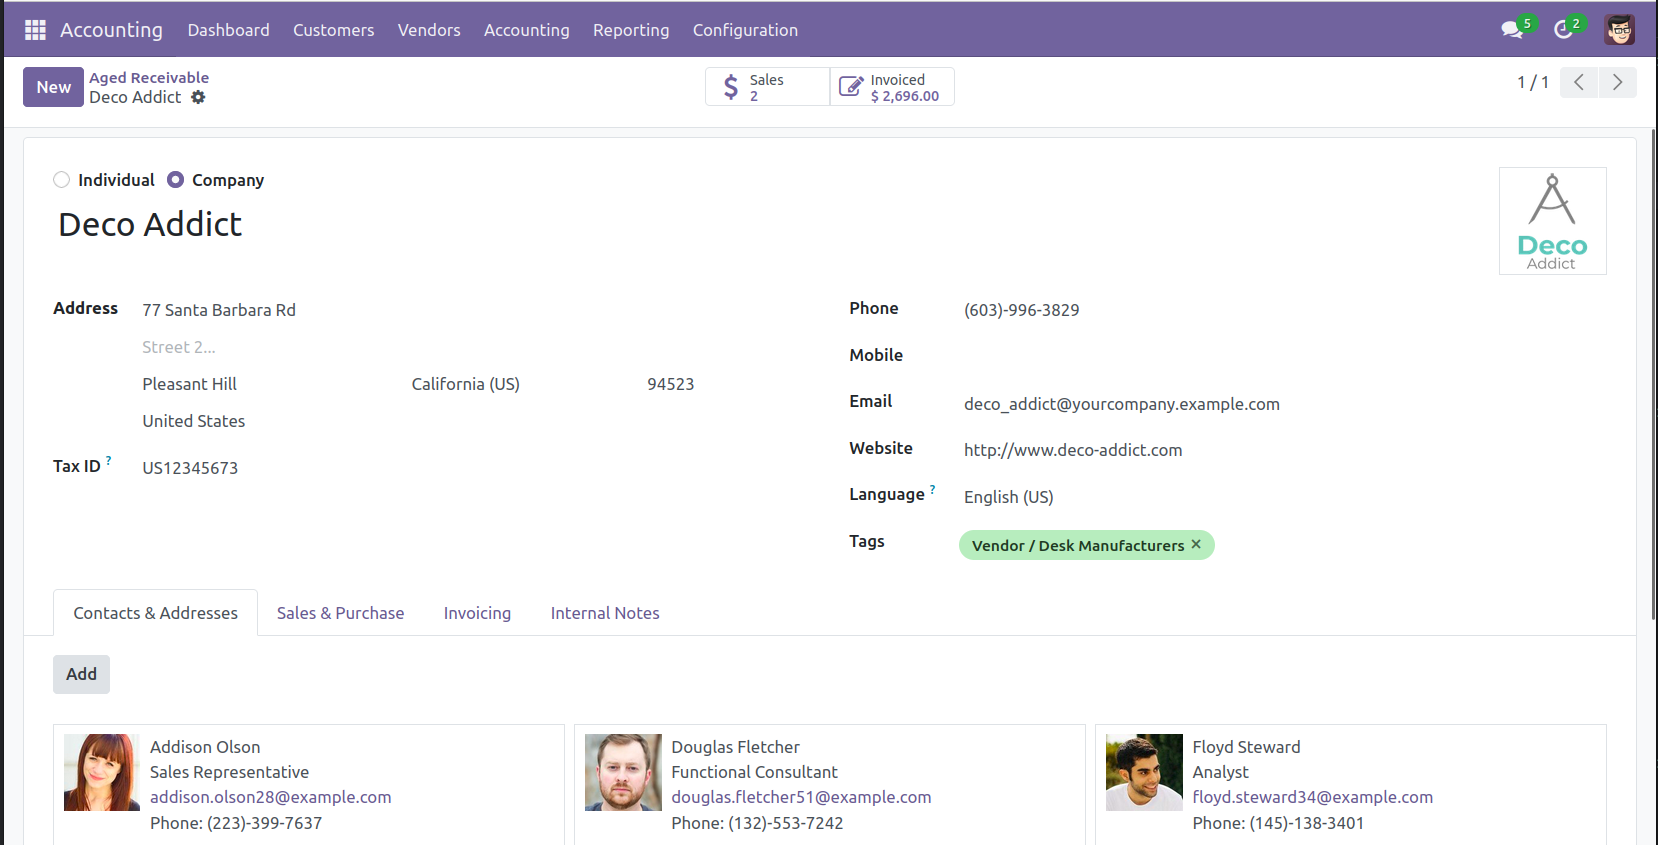 Accounting Dashboard Customers Vendors Accounting Reporting Configuration 5 2
New
Aged Receivable
Deco Addict
Sales
2
Invoiced
$ 2,696.00
1 / 1
Individual Company
Deco Addict
Deco
Addict
Address 77 Santa Barbara Rd
Street 2...
Pleasant Hill California (US) 94523
United States
Tax ID ? US12345673
Phone (603)-996-3829
Mobile
Email deco_addict@yourcompany.example.com
Website http://www.deco-addict.com
Language ? English (US)
Tags Vendor / Desk Manufacturers ×
Contacts & Addresses Sales & Purchase Invoicing Internal Notes
Add
Addison Olson
Sales Representative
addison.olson28@example.com
Phone: (223)-399-7637
Douglas Fletcher
Functional Consultant
douglas.fletcher51@example.com
Phone: (132)-553-7242
Floyd Steward
Analyst
floyd.steward34@example.com
Phone: (145)-138-3401